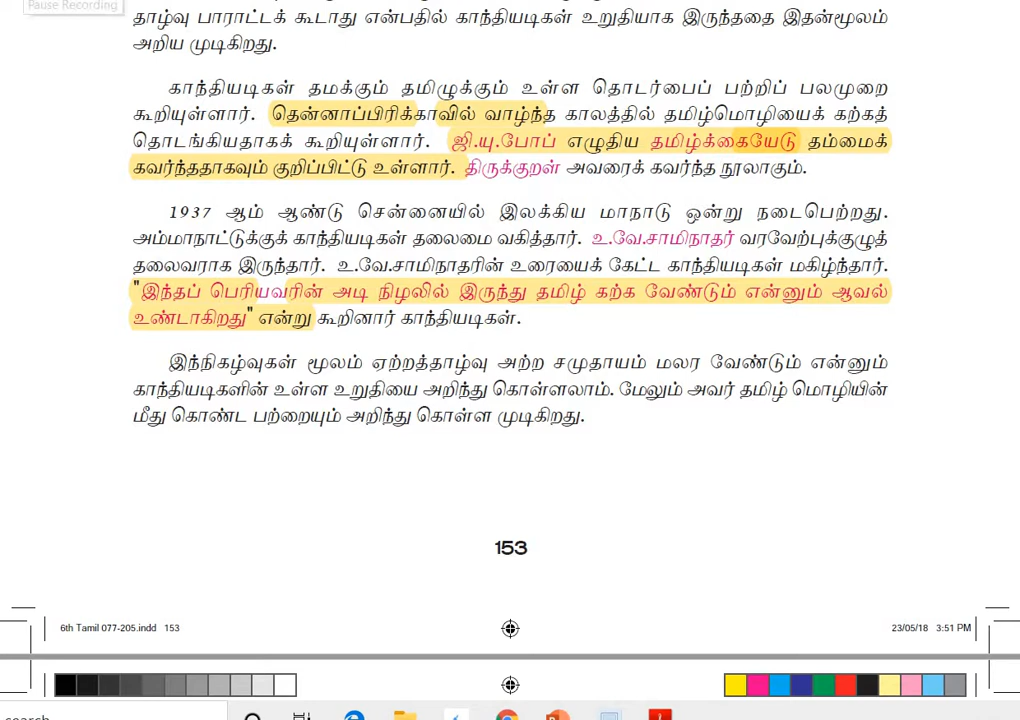 Pause Recording
தாழ்வு பாராட்டக் கூடாது என்பதில் காந்தியடிகள் உறுதியாக இருந்ததை இதன்மூலம்
அறிய முடிகிறது.
காந்தியடிகள் தமக்கும் தமிழுக்கும் உள்ள தொடர்பைப் பற்றிப் பலமுறை
கூறியுள்ளார். தென்னாப்பிரிக்காவில் வாழ்ந்த காலத்தில் தமிழ்மொழியைக் கற்கத்
தொடங்கியதாகக் கூறியுள்ளார். ஜி.யு.போப் எழுதிய தமிழ்க்கையேடு தம்மைக்
கவர்ந்ததாகவும் குறிப்பிட்டு உள்ளார். திருக்குறள் அவரைக் கவர்ந்த நூலாகும்.
1937 ஆம் ஆண்டு சென்னையில் இலக்கிய மாநாடு ஒன்று நடைபெற்றது.
அம்மாநாட்டுக்குக் காந்தியடிகள் தலைமை வகித்தார். உ.வே.சாமிநாதர் வரவேற்புக்குழுத்
தலைவராக இருந்தார். உ.வே.சாமிநாதரின் உரையைக் கேட்ட காந்தியடிகள் மகிழ்ந்தார்.
"இந்தப் பெரியவரின் அடி நிழலில் இருந்து தமிழ் கற்க வேண்டும் என்னும் ஆவல்
உண்டாகிறது" என்று கூறினார் காந்தியடிகள்.
இந்நிகழ்வுகள் மூலம் ஏற்றத்தாழ்வு அற்ற சமுதாயம் மலர வேண்டும் என்னும்
காந்தியடிகளின் உள்ள உறுதியை அறிந்து கொள்ளலாம். மேலும் அவர் தமிழ் மொழியின்
மீது கொண்ட பற்றையும் அறிந்து கொள்ள முடிகிறது.
153
6th Tamil 077-205.indd 153 23/05/18 3:51 PM
search